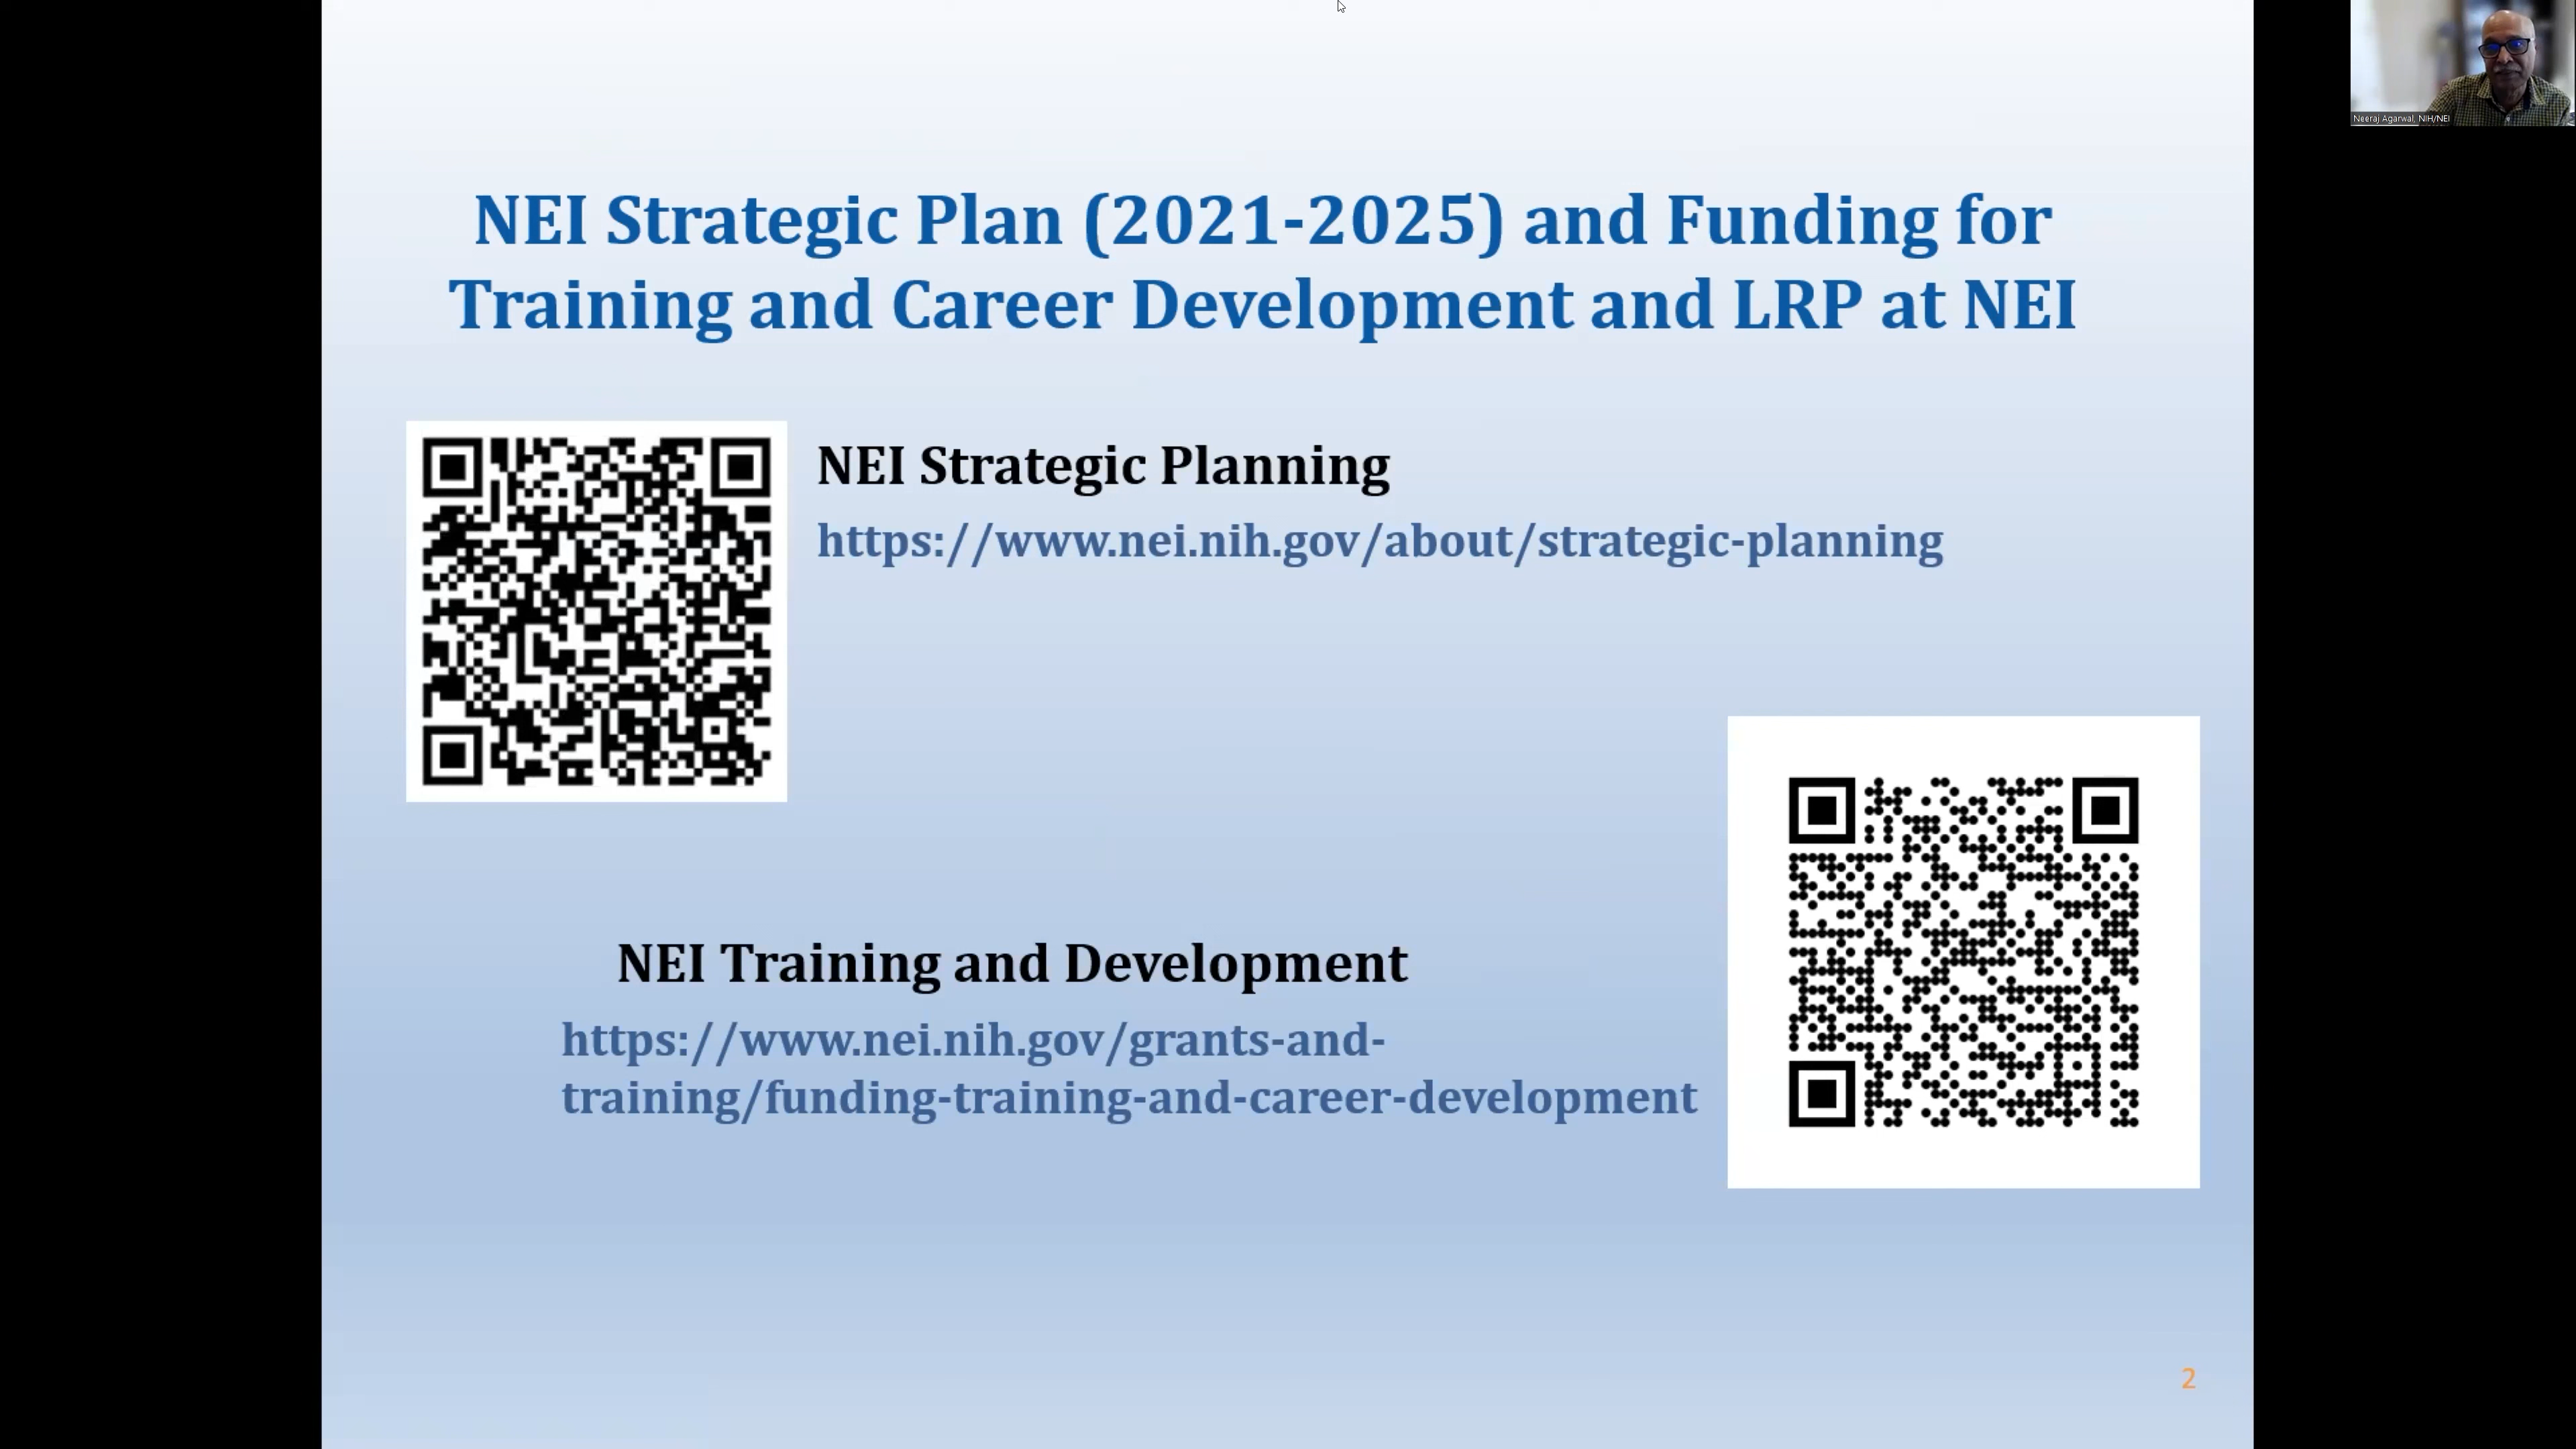 Neeraj Agarwal, NIH/NEI
NEI Strategic Plan (2021-2025) and Funding for
Training and Career Development and LRP at NEI
NEI Strategic Planning
https://www.nei.nih.gov/about/strategic-planning
NEI Training and Development
https://www.nei.nih.gov/grants-and-
training/funding-training-and-career-development
2